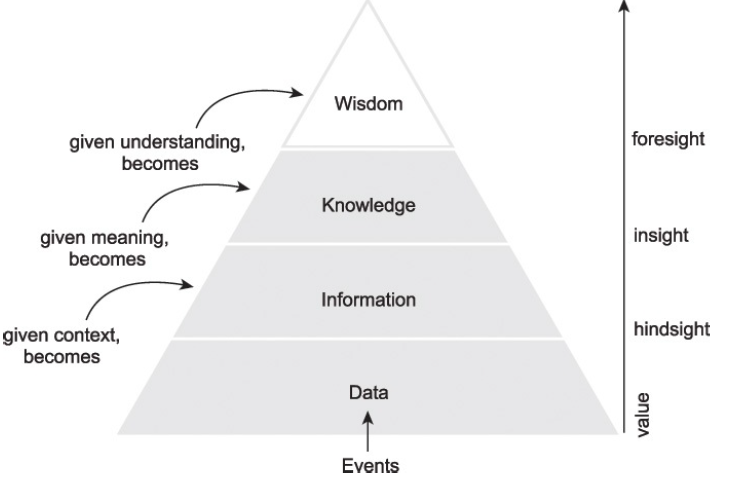 Wisdom
given understanding,
becomes
foresight
Knowledge
given meaning,
becomes
insight
Information
given context,
becomes
hindsight
Data
value
Events